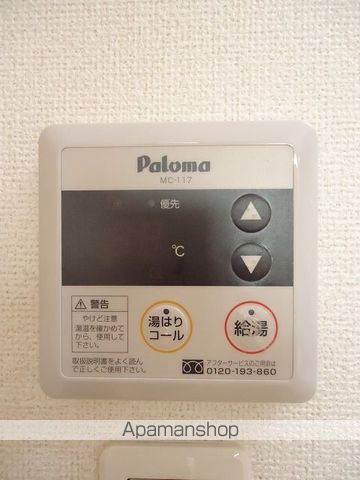 Paloma
MC-117
優先
℃
警告
やけど注意
湯温を確かめて
から、使用して
下さい。
取扱説明書をよく読ん
で正しくご使用下さい。
湯はり
コール
給湯
アフターサービスのご用命は
0120-193-860
Apamanshop